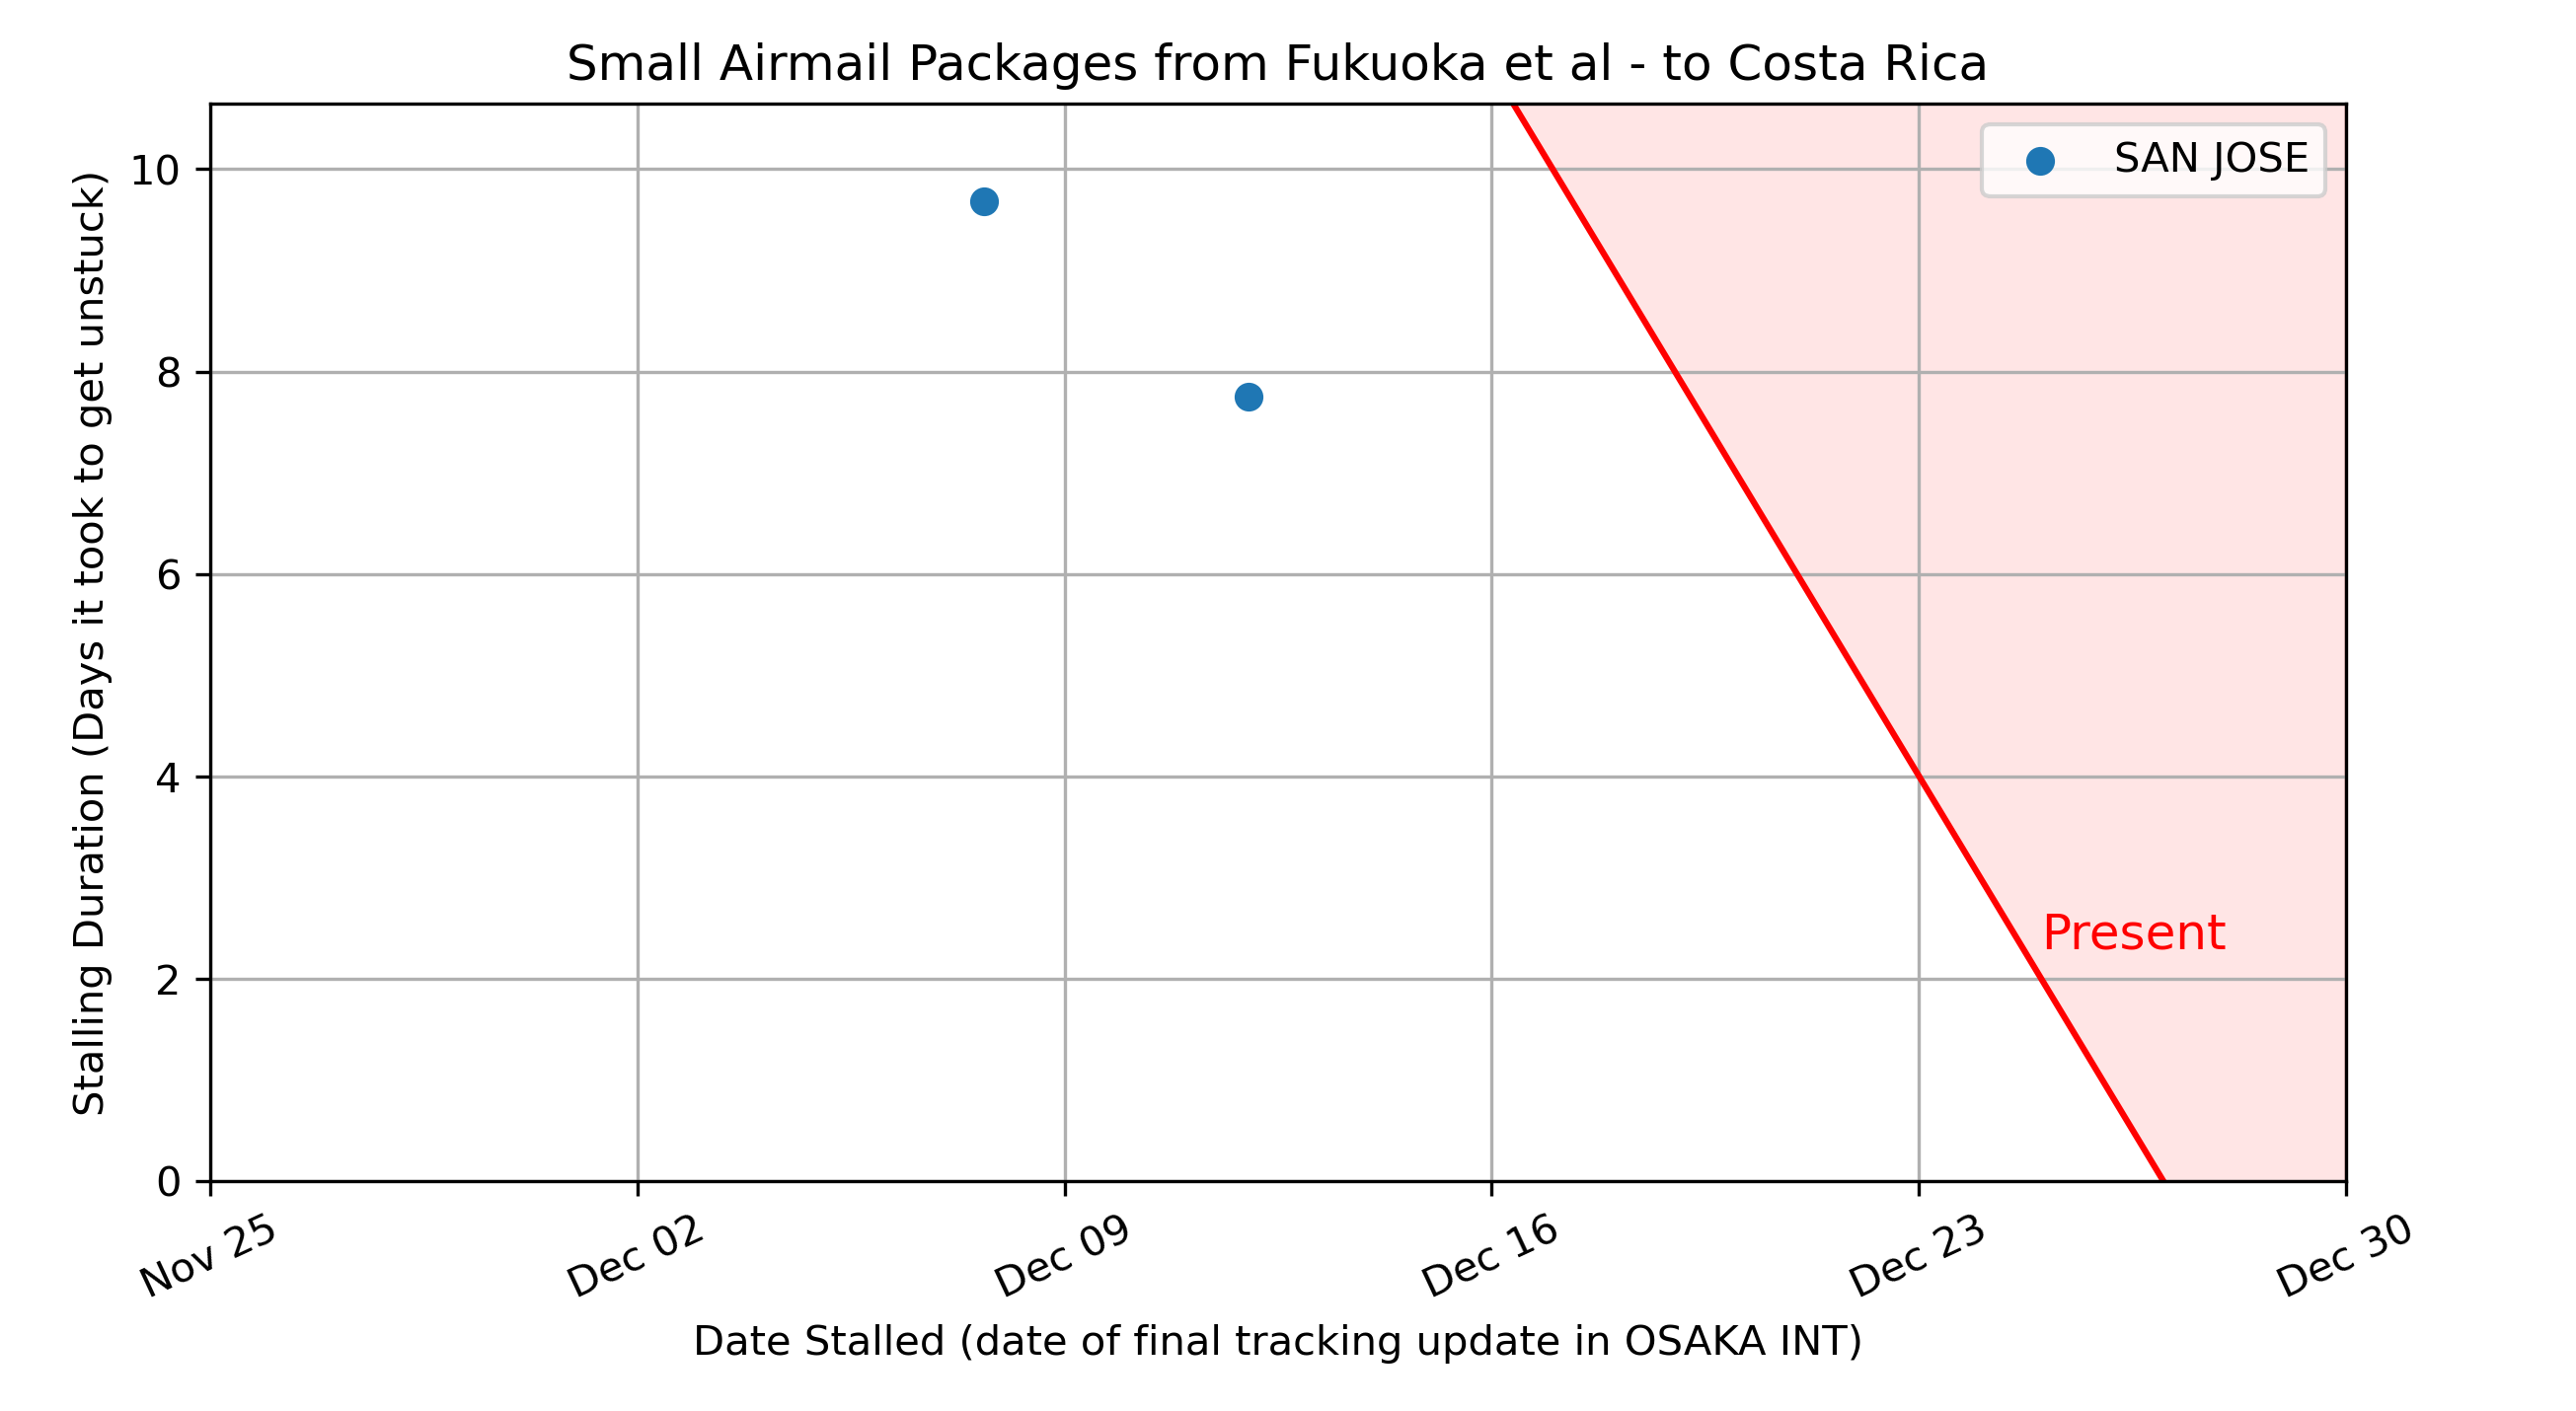 Small Airmail Packages from Fukuoka et al - to Costa Rica
SAN JOSE
Stalling Duration (Days it took to get unstuck)
10
8
6
4
2
0
Present
Nov 25
Dec 02
Dec 09
Dec 16
Dec 23
Dec 30
Date Stalled (date of final tracking update in OSAKA INT)